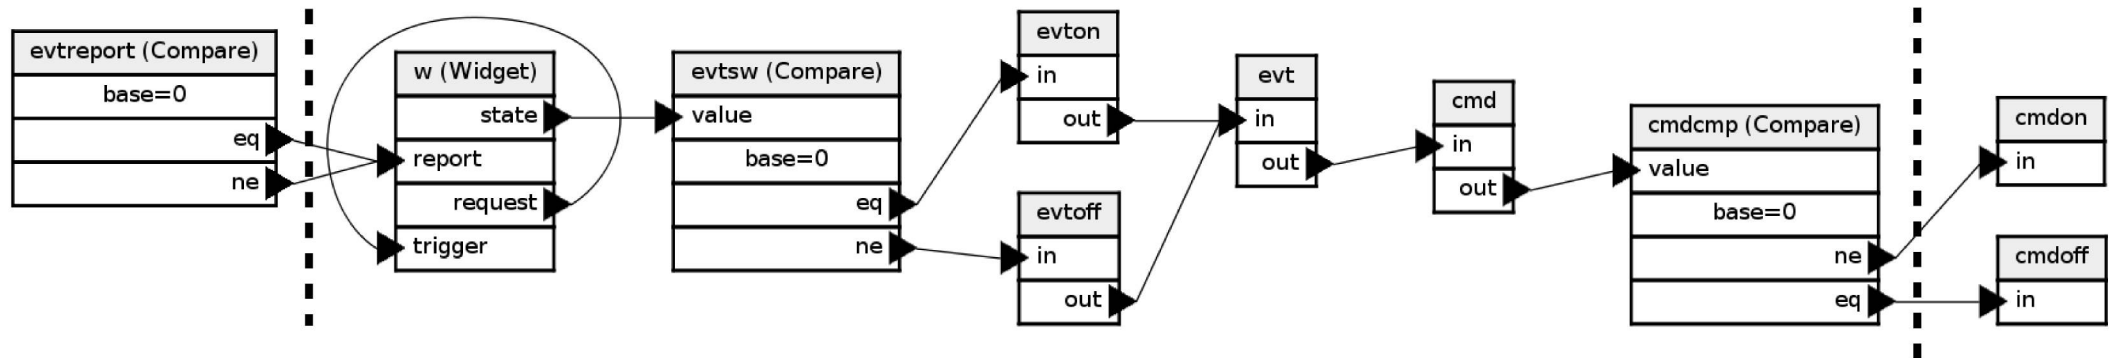 evtreport (Compare)
base=0
eq
ne
w (Widget)
state
report
request
trigger
evtsw (Compare)
value
base=0
eq
ne
evton
in
out
evtoff
in
out
evt
in
out
cmd
in
out
cmdcmp (Compare)
value
base=0
ne
eq
cmdon
in
cmdoff
in